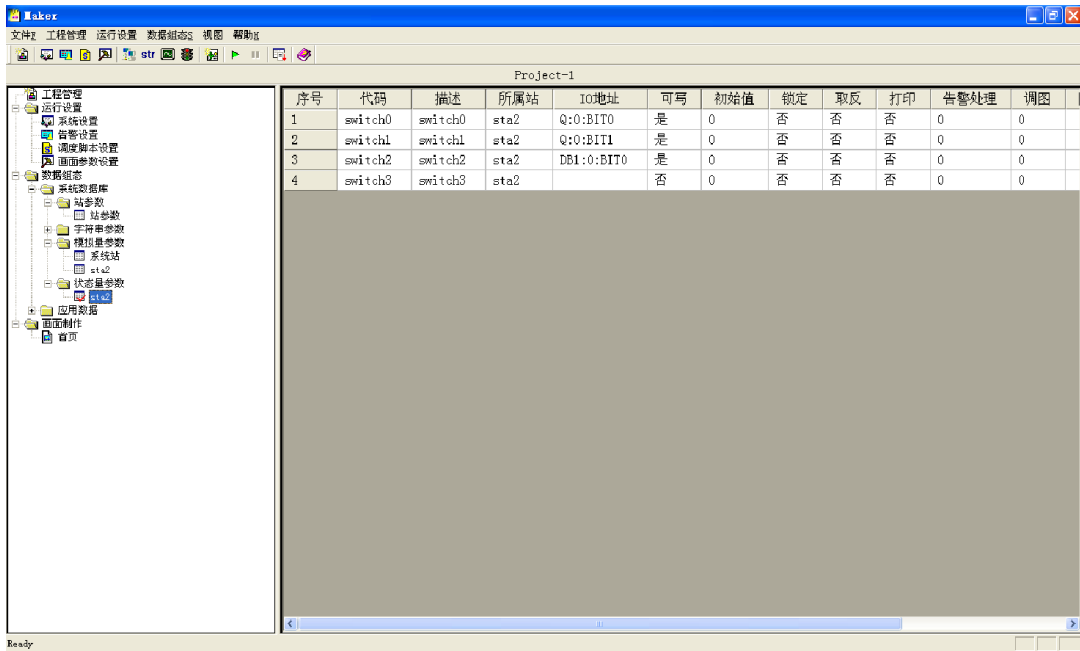 Maker
文件F 工程管理 运行设置 数据组态S 视图 帮助H
str
Project-1
工程管理
运行设置
系统设置
告警设置
调度脚本设置
画面参数设置
数据组态
系统数据库
站参数
站参数
字符串参数
模拟量参数
系统站
sta2
状态量参数
sta2
应用数据
画面制作
首页
序号 代码 描述 所属站 IO地址 可写 初始值 锁定 取反 打印 告警处理 调图
1 switch0 switch0 sta2 Q:0:BIT0 是 0 否 否 否 0 0
2 switch1 switch1 sta2 Q:0:BIT1 是 0 否 否 否 0 0
3 switch2 switch2 sta2 DB1:0:BIT0 是 0 否 否 否 0 0
4 switch3 switch3 sta2 否 0 否 否 否 0 0
Ready